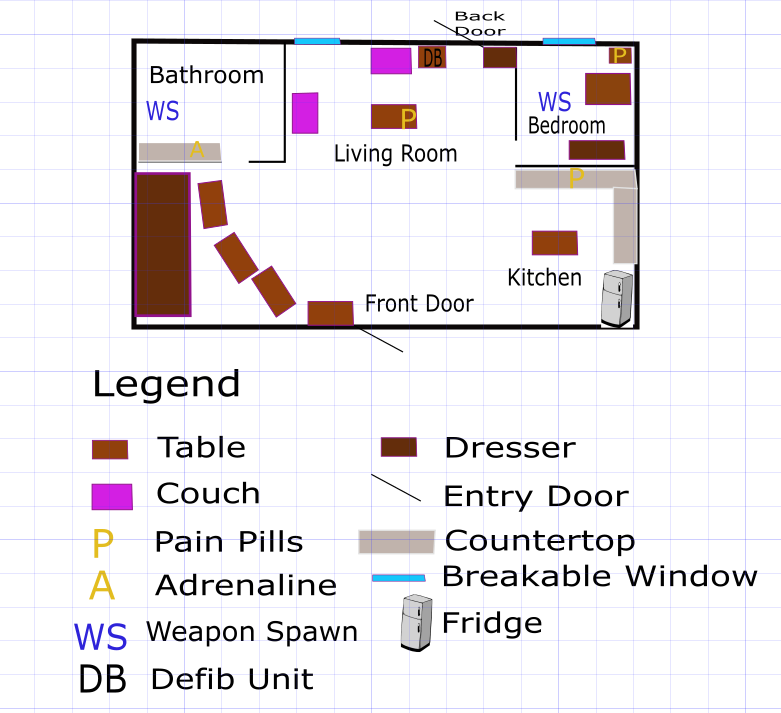 Back
Door
Bathroom
DB
P
WS
WS
P
Bedroom
A
Living Room
P
Kitchen
Front Door
Legend
Table
Dresser
Couch
Entry Door
P Pain Pills
Countertop
A Adrenaline
Breakable Window
WS Weapon Spawn
Fridge
DB Defib Unit